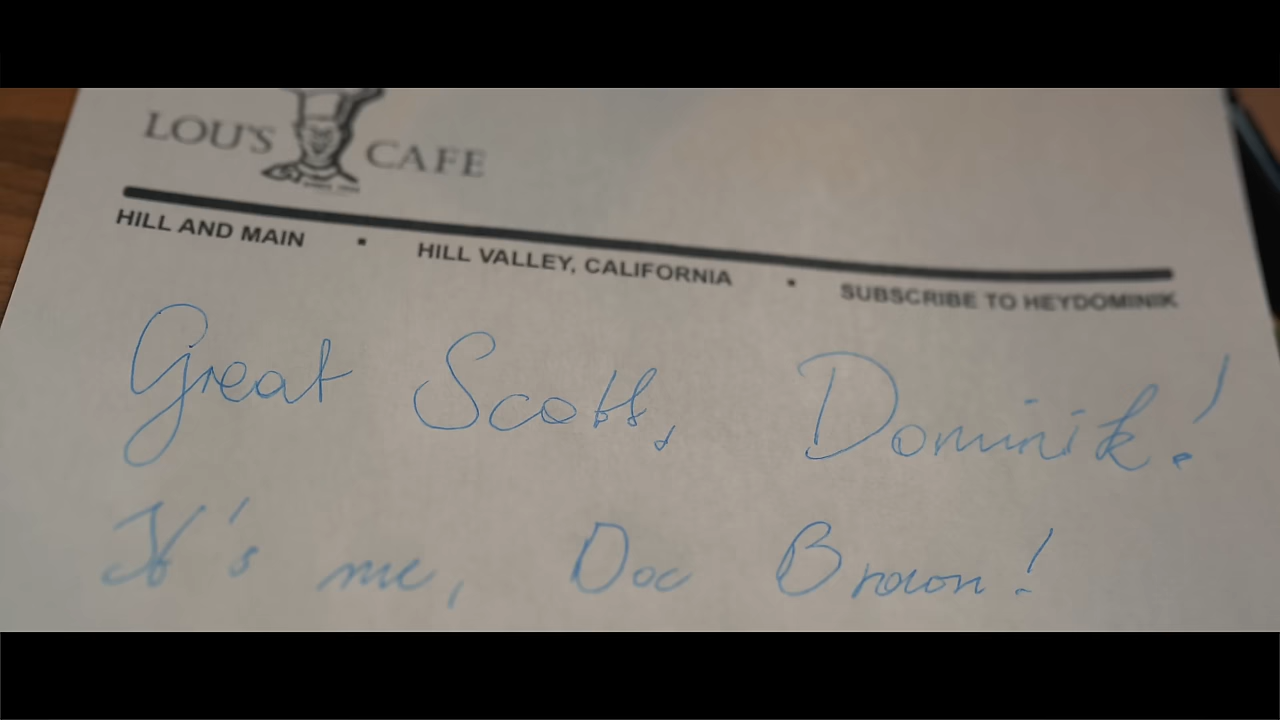 LOU'S CAFE
HILL AND MAIN ▪ HILL VALLEY, CALIFORNIA ▪ SUBSCRIBE TO HEYDOMINIK
Great Scott, Dominik!
It's me, Doc Brown!